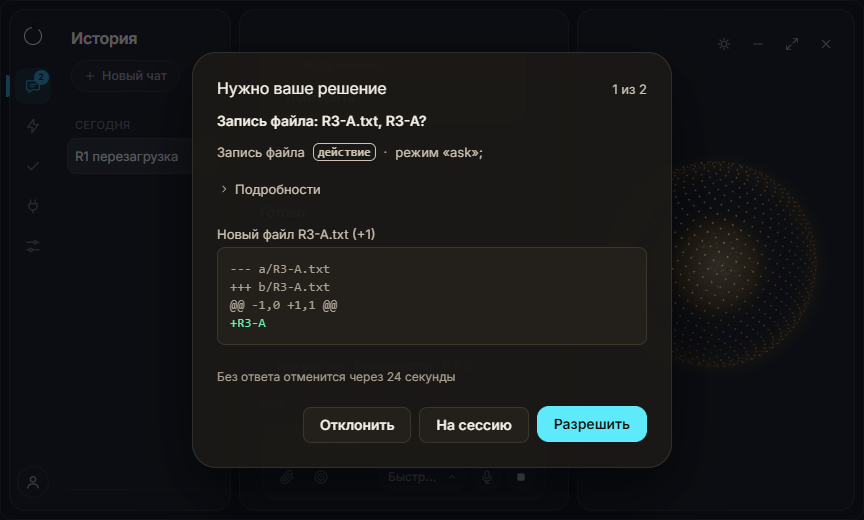 История
2
+ Новый чат
СЕГОДНЯ
R1 перезагрузка
Нужно ваше решение
1 из 2
Запись файла: R3-A.txt, R3-A?
Запись файла действие · режим «ask»;
Подробности
Новый файл R3-A.txt (+1)
--- a/R3-A.txt
+++ b/R3-A.txt
@@ -1,0 +1,1 @@
+R3-A
Без ответа отменится через 24 секунды
Отклонить
На сессию
Разрешить
Быстр...